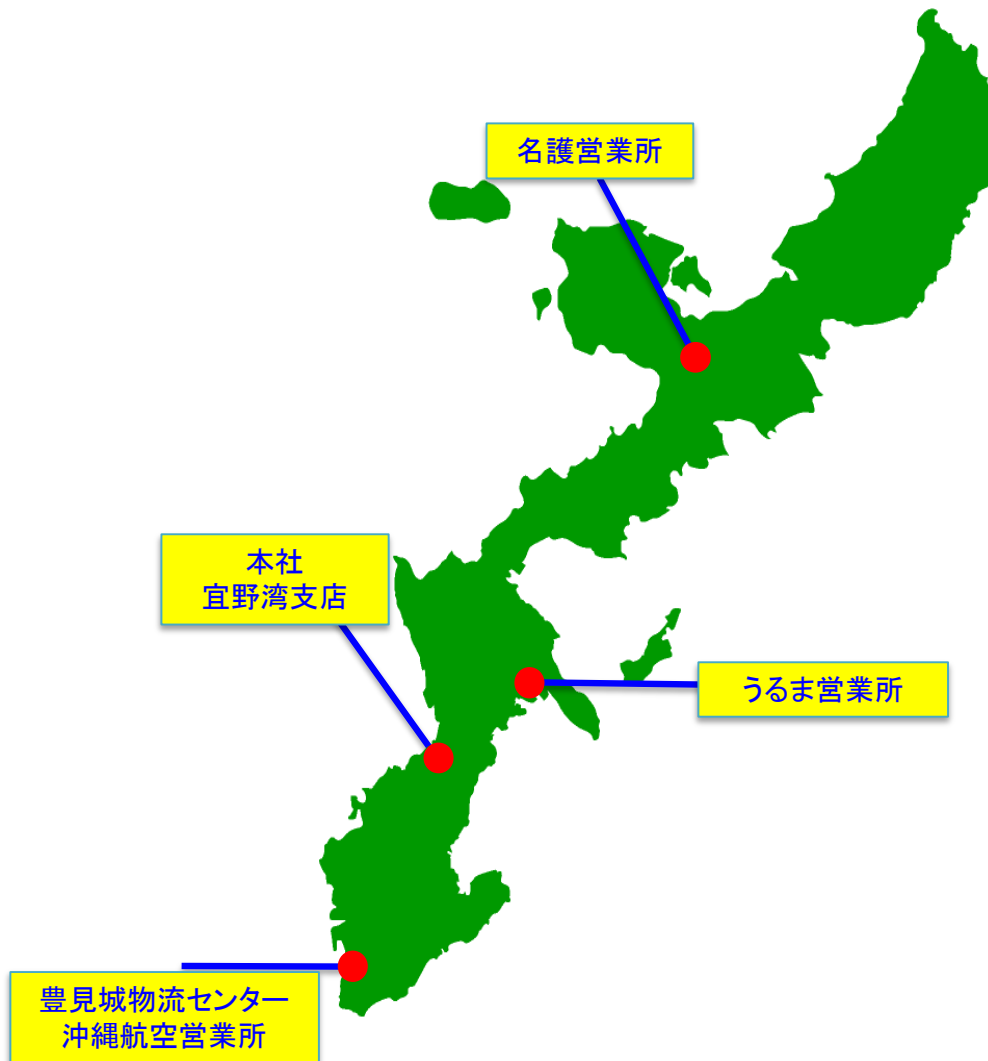 名護営業所
本社
宜野湾支店
うるま営業所
豊見城物流センター
沖縄航空営業所